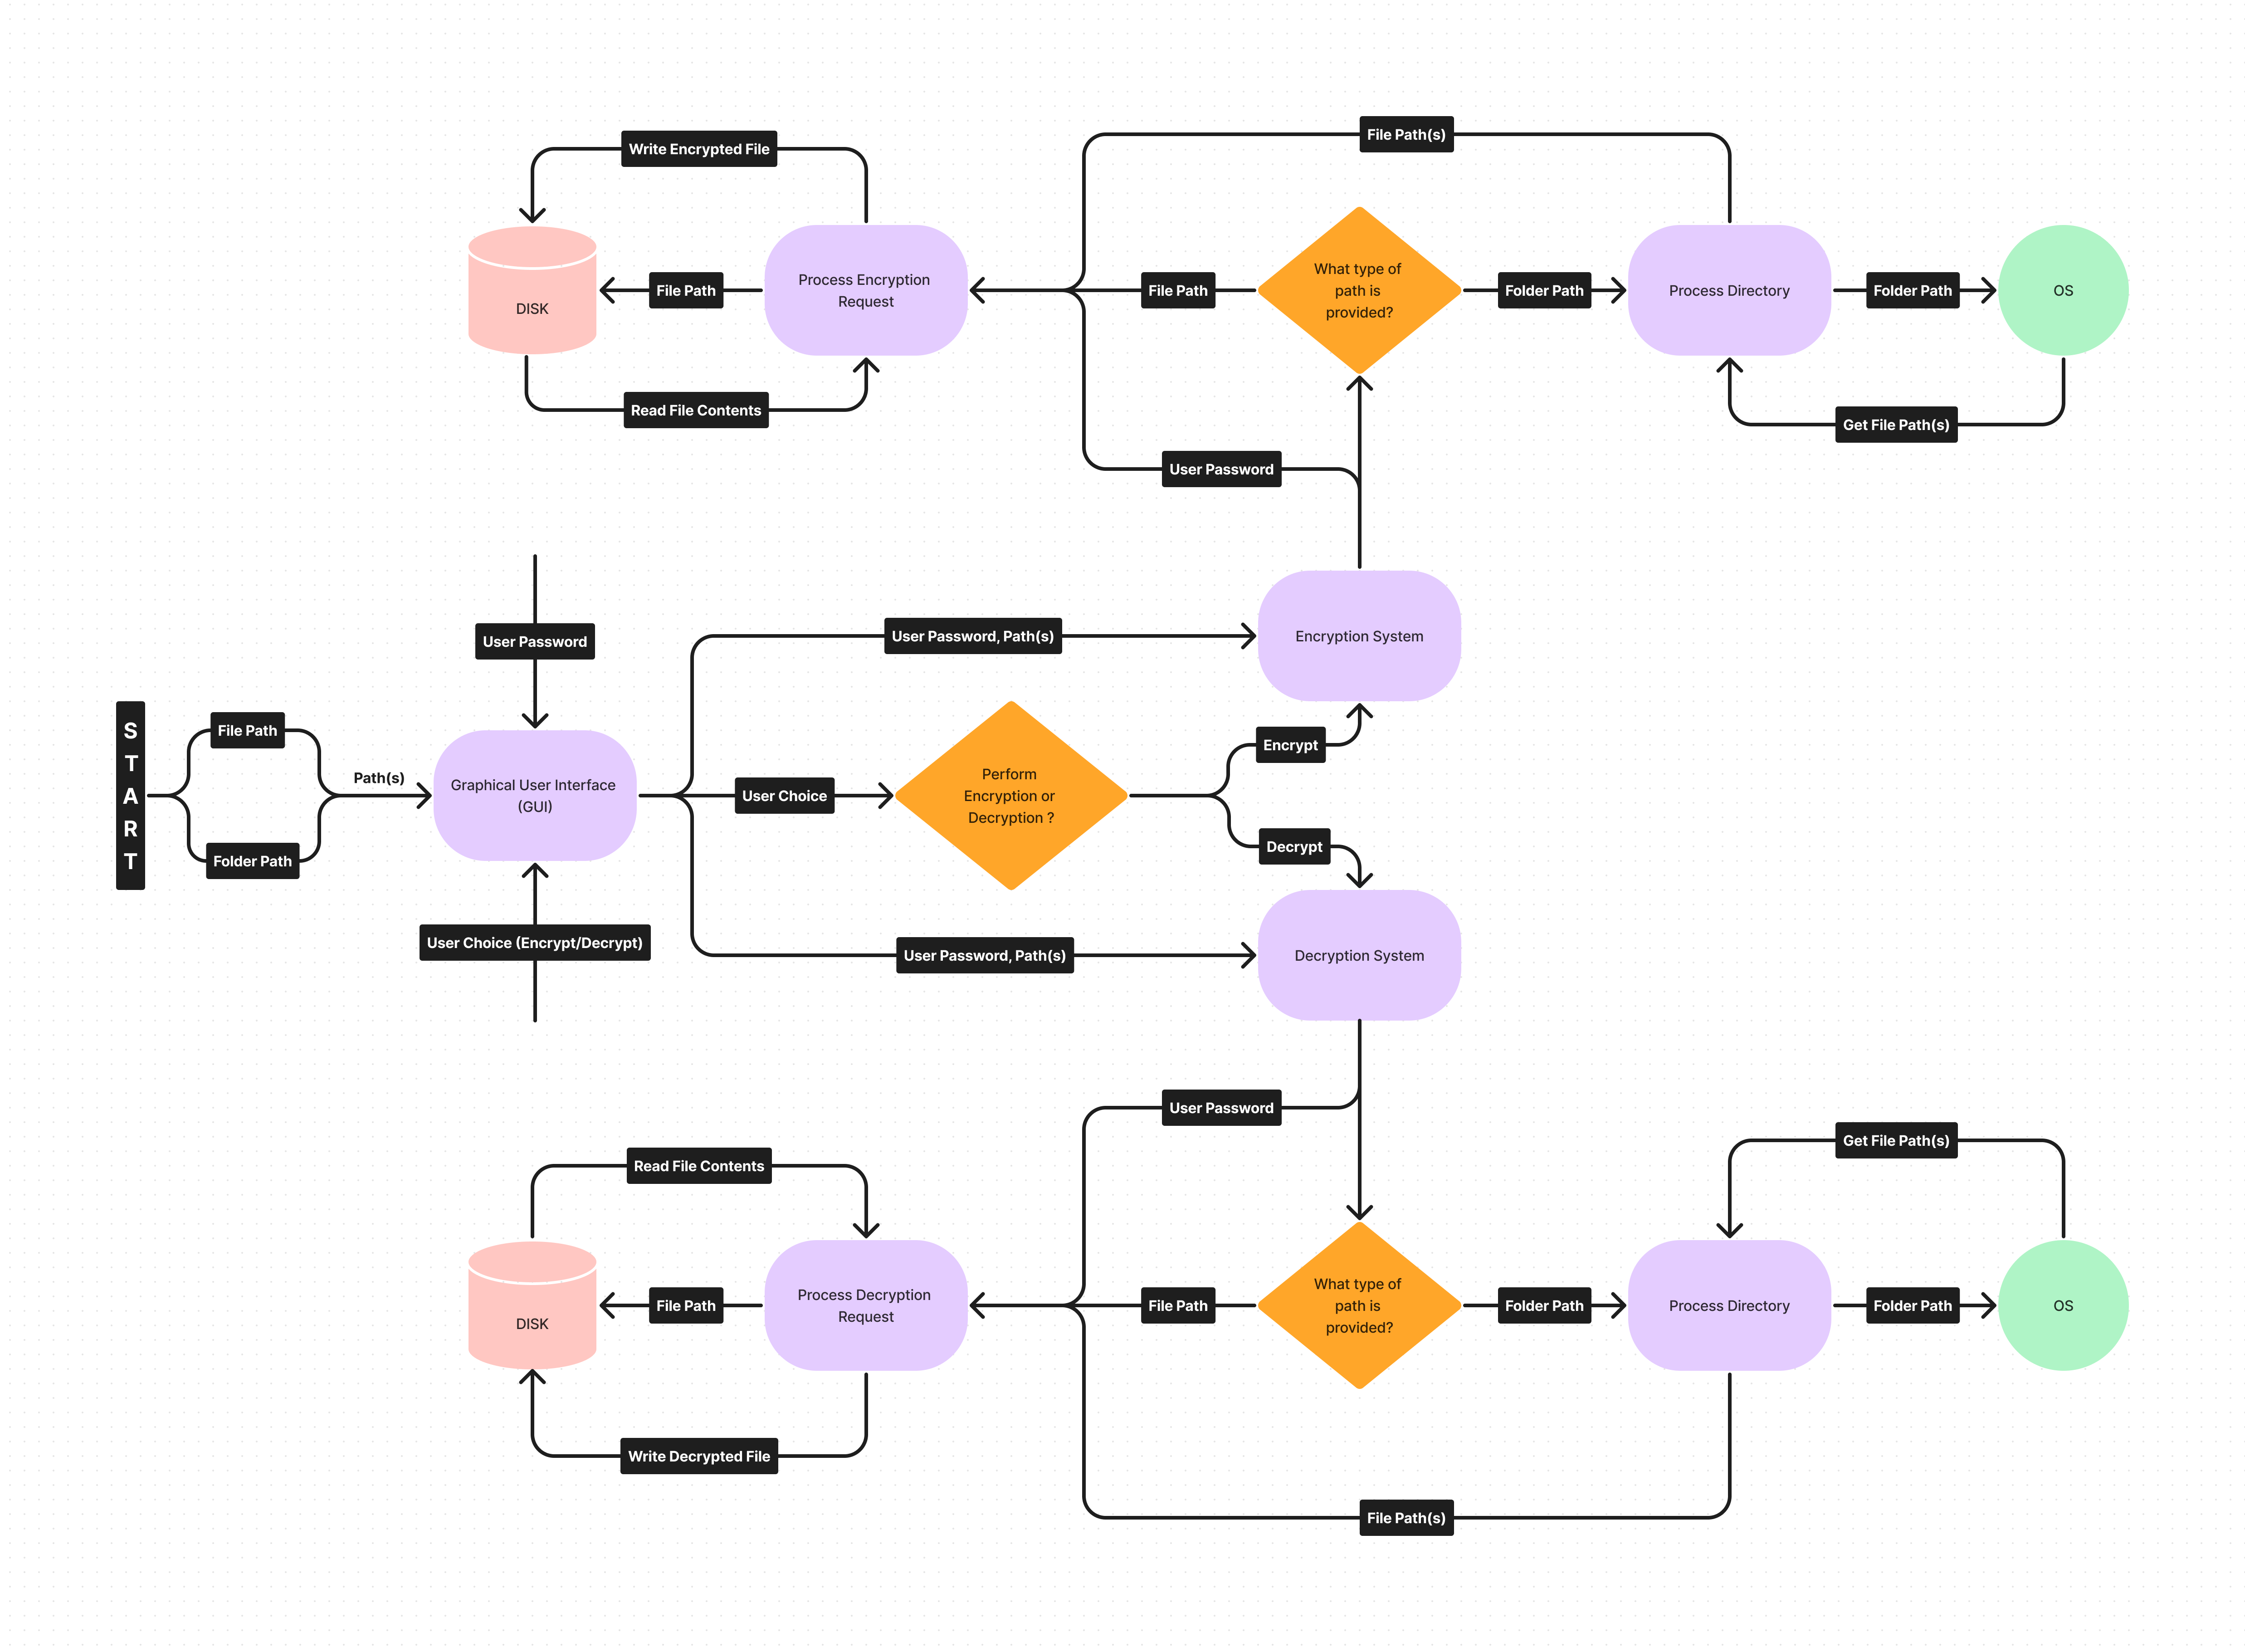 File Path(s)
Write Encrypted File
What type of
path is
provided?
Process Encryption
Request
DISK
File Path
File Path
Folder Path
Process Directory
Folder Path
OS
Read File Contents
Get File Path(s)
User Password
User Password
User Password, Path(s)
Encryption System
S
T
A
R
T
File Path
Path(s)
Folder Path
Graphical User Interface
(GUI)
User Choice
Perform
Encryption or
Decryption ?
Encrypt
Decrypt
User Choice (Encrypt/Decrypt)
User Password, Path(s)
Decryption System
User Password
Get File Path(s)
Read File Contents
DISK
File Path
Process Decryption
Request
File Path
What type of
path is
provided?
Folder Path
Process Directory
Folder Path
OS
Write Decrypted File
File Path(s)